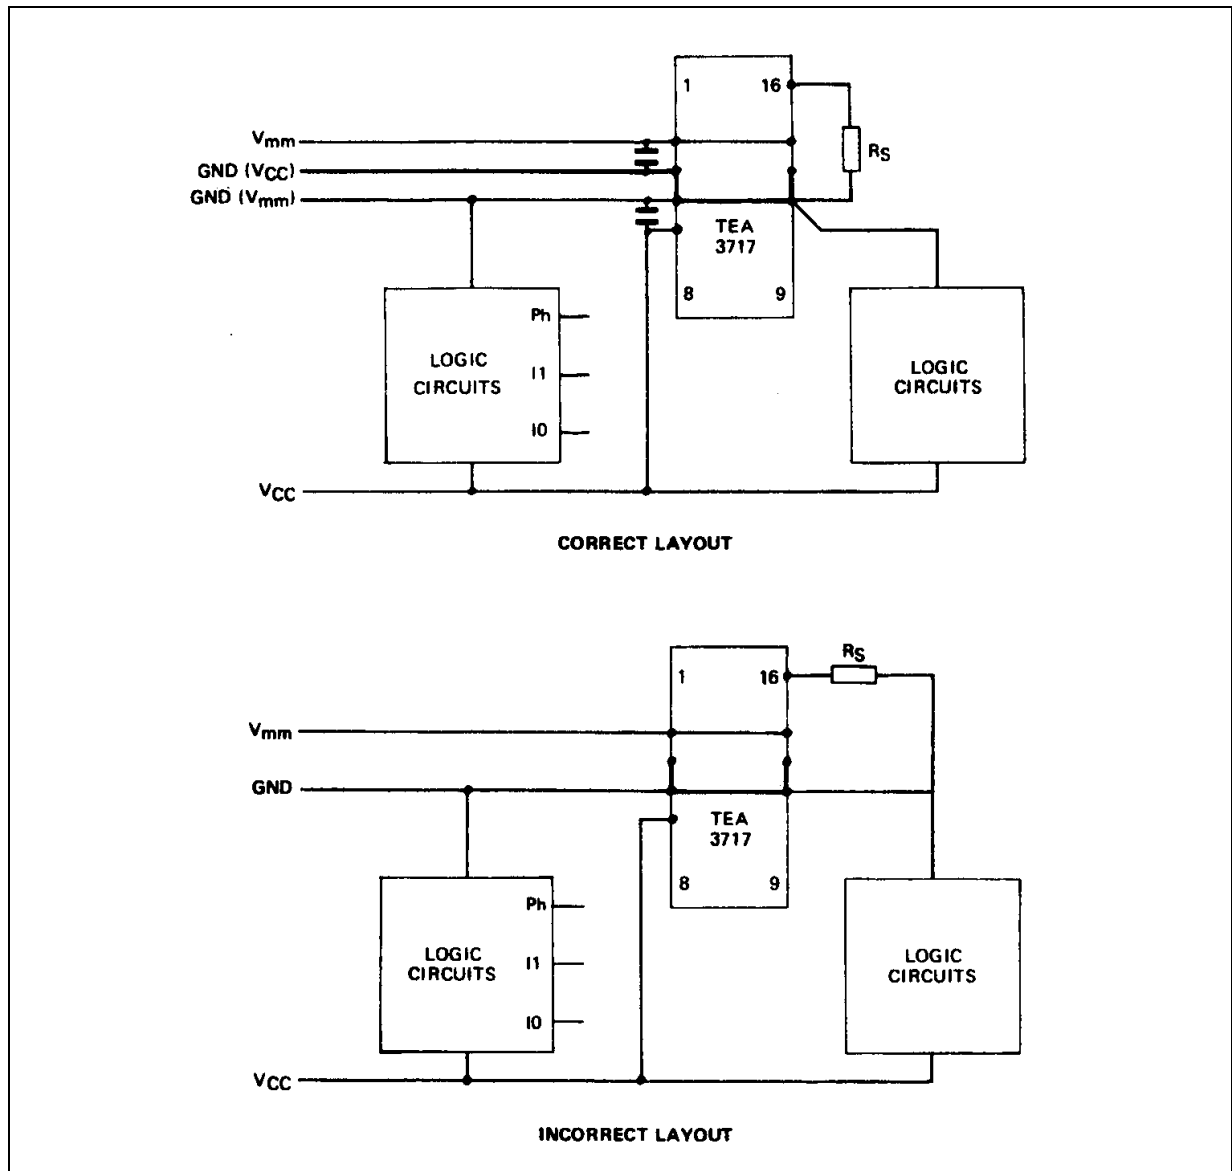 1 16
Vmm
RS
GND (VCC)
GND (Vmm)
TEA
3717
8 9
Ph
LOGIC
CIRCUITS
I1
I0
LOGIC
CIRCUITS
VCC
CORRECT LAYOUT
RS
1 16
Vmm
GND
TEA
3717
8 9
Ph
LOGIC
CIRCUITS
I1
I0
LOGIC
CIRCUITS
VCC
INCORRECT LAYOUT